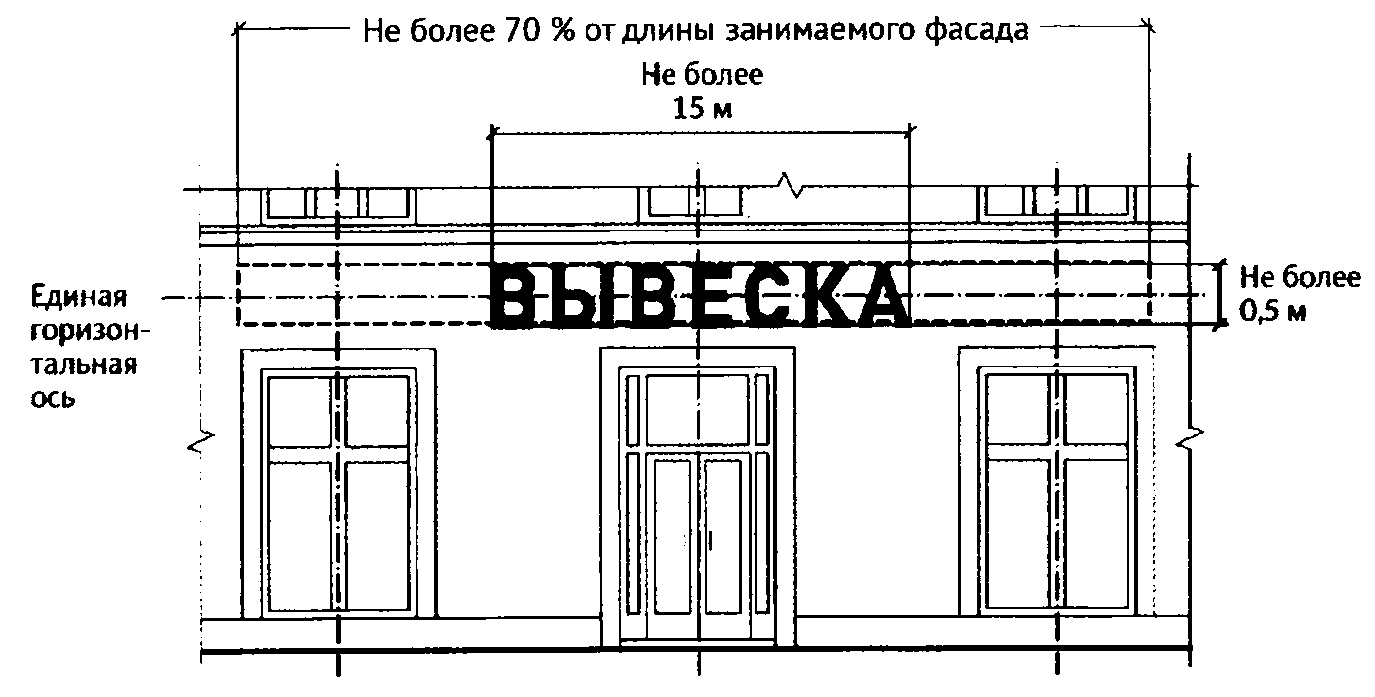 Не более 70 % от длины занимаемого фасада
Не более
15 м
ВЫВЕСКА
Единая
горизон-
тальная
ось
Не более
0,5 м